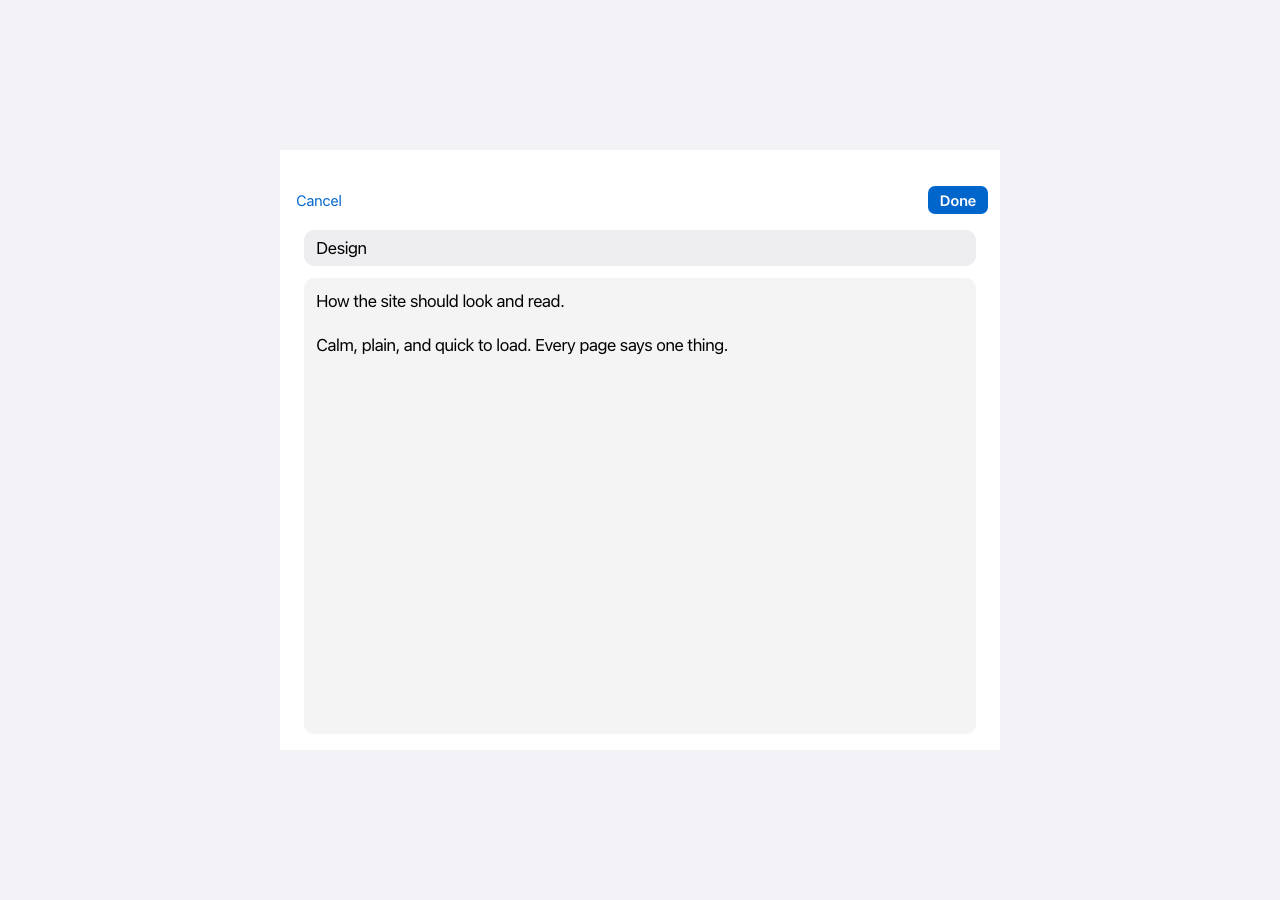 Cancel
Done
Design
How the site should look and read.
Calm, plain, and quick to load. Every page says one thing.